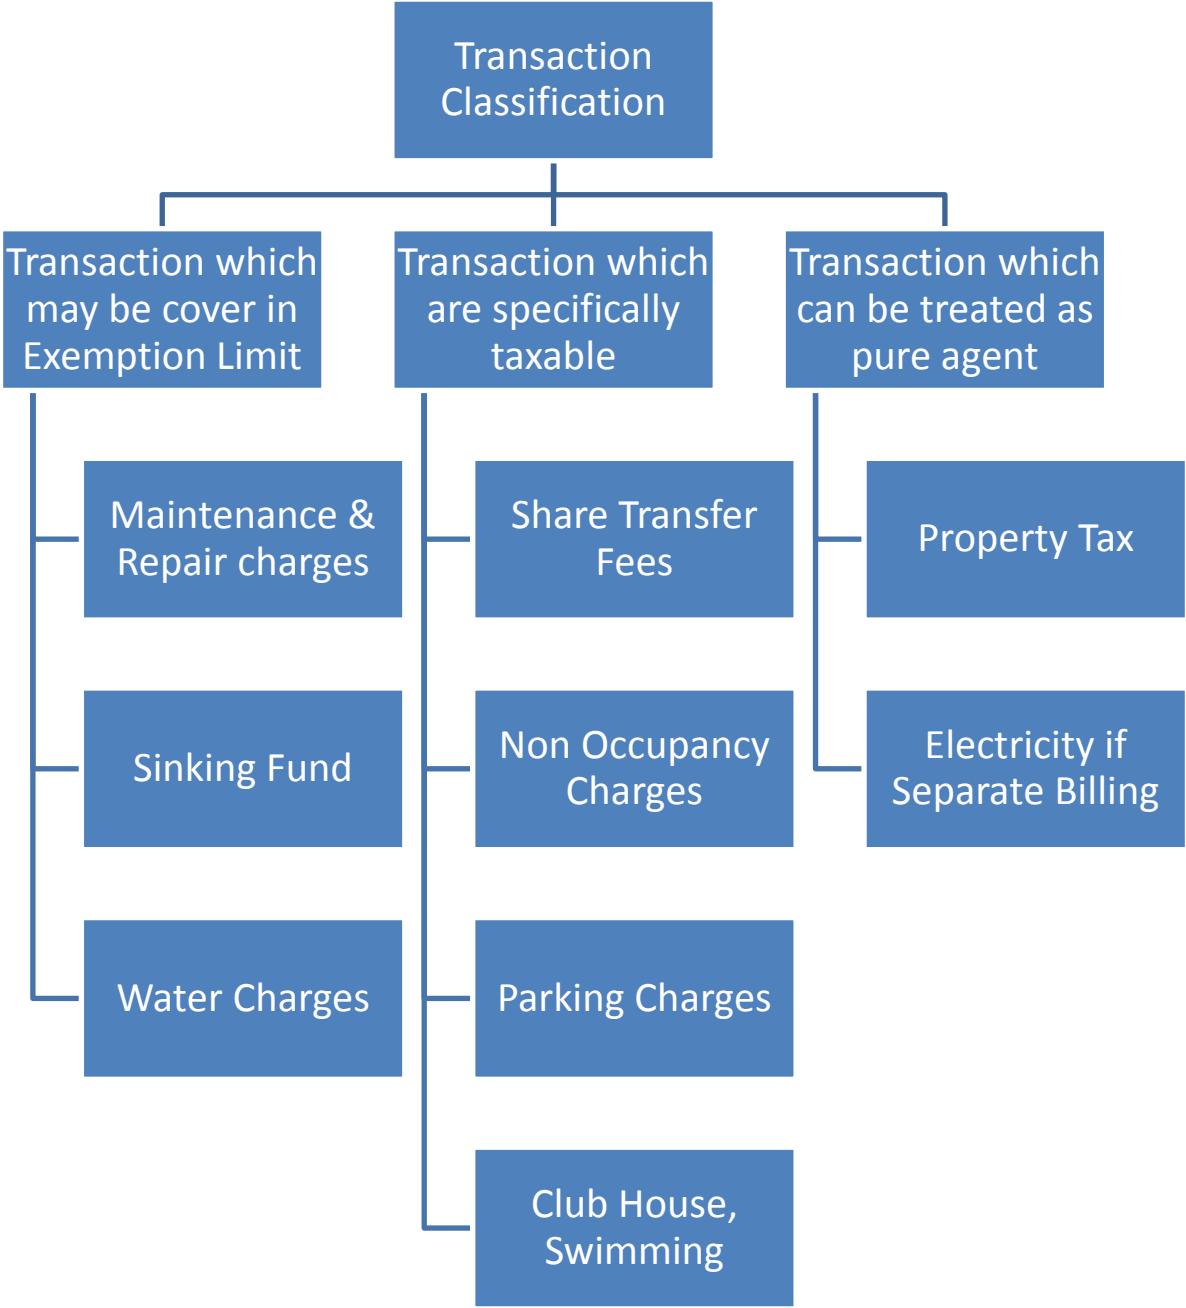 Transaction
Classification
Transaction which
may be cover in
Exemption Limit
Maintenance &
Repair charges
Sinking Fund
Water Charges
Transaction which
are specifically
taxable
Share Transfer
Fees
Non Occupancy
Charges
Parking Charges
Club House,
Swimming
Transaction which
can be treated as
pure agent
Property Tax
Electricity if
Separate Billing